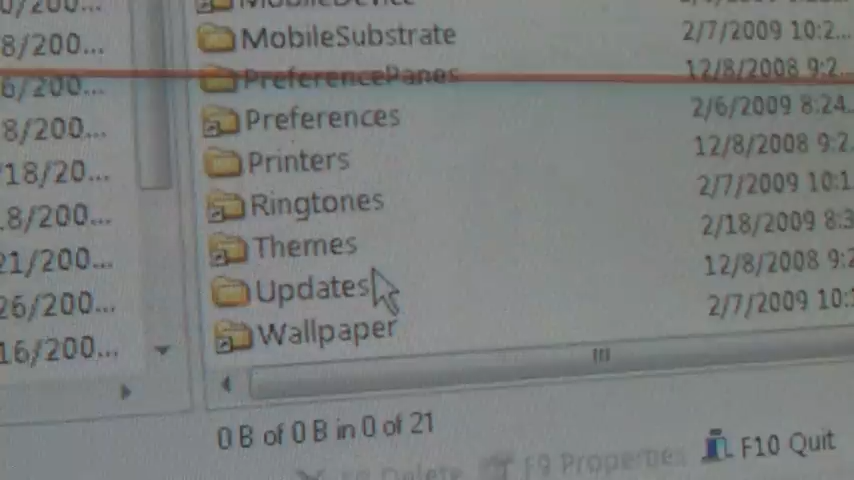 MobileDevice
8/200... MobileSubstrate 2/7/2009 10:2...
6/200... PreferencePanes 12/8/2008 9:2...
8/200... Preferences 2/6/2009 8:24...
/18/20... Printers 12/8/2008 9:2
.8/200... Ringtones 2/7/2009 10:1
21/200... Themes 2/18/2009 8:3
26/200... Updates 12/8/2008 9:2
16/200... Wallpaper 2/7/2009 10:
0 B of 0 B in 0 of 21
F8 Delete F9 Properties F10 Quit